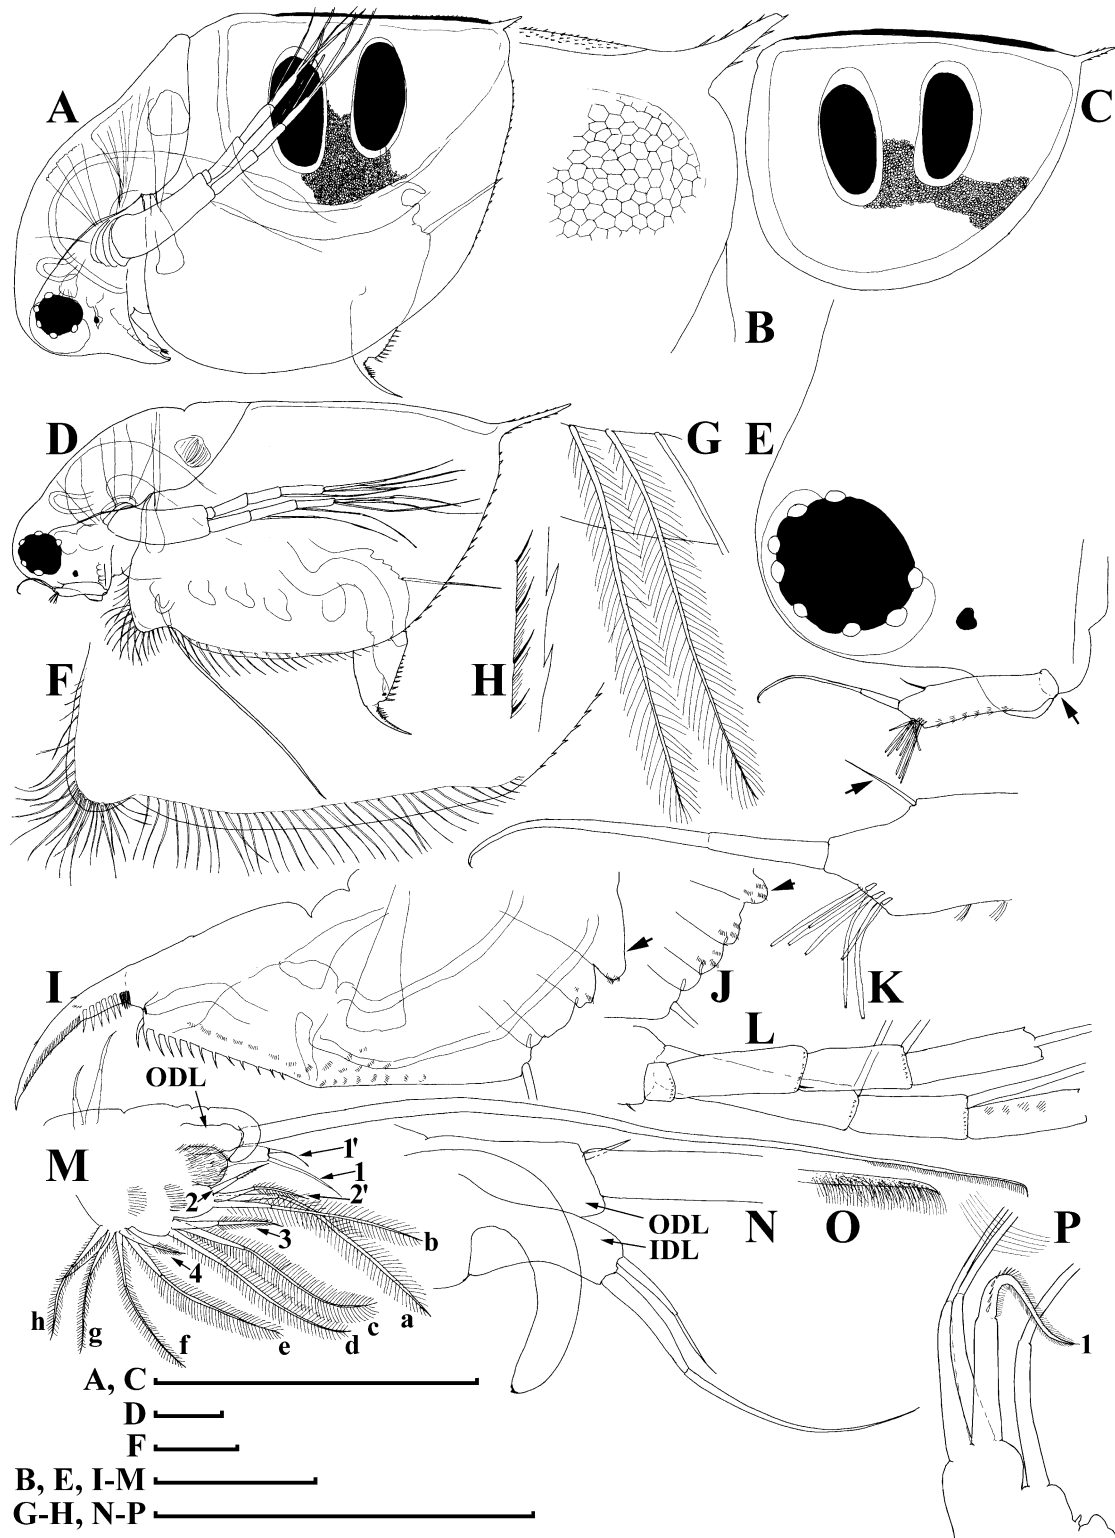 A
B
C
D
E
F
G
H
I
J
K
L
M
ODL
1'
1
2
2'
3
4
b
a
c
d
e
f
g
h
N
ODL
IDL
O
P
1
A, C
D
F
B, E, I-M
G-H, N-P